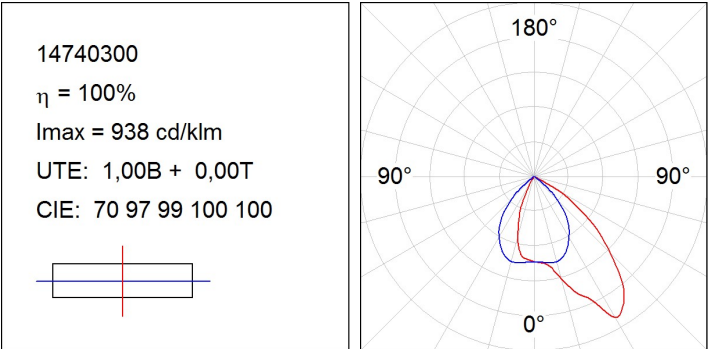 14740300
η = 100%
Imax = 938 cd/klm
UTE: 1,00B + 0,00T
CIE: 70 97 99 100 100
180°
90° 90°
0°